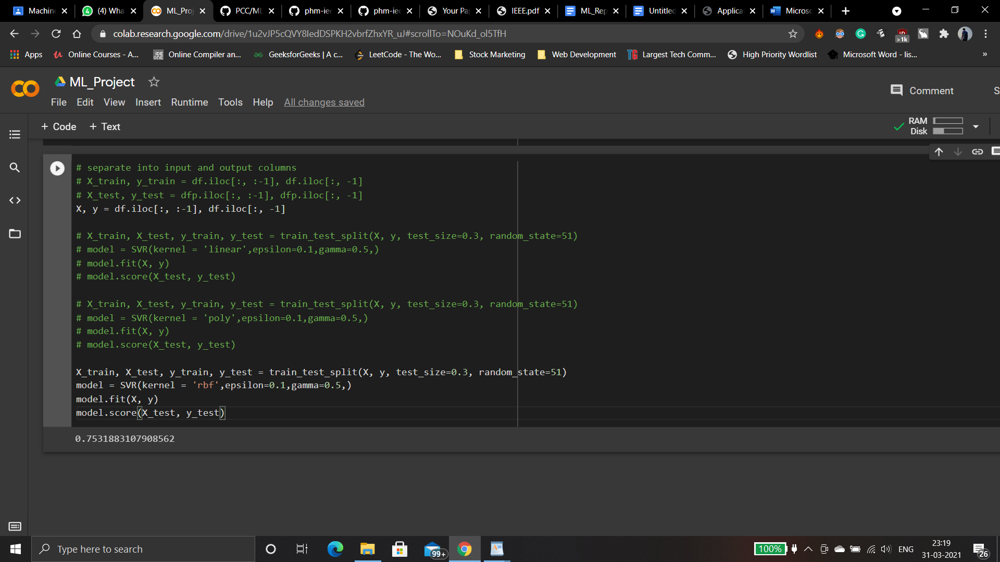 Machin
(4) Wha
ML_Proj
PCC/ML
phm-iee
phm-iee
Your Pa
IEEE.pdf
ML_Rep
Untitled
Applica
Microso
colab.research.google.com/drive/1u2vJP5cQVY8IedDSPKH2vbrfZhxYR_uJ#scrollTo=NOuKd_ol5TfH
>1k
Apps
Online Courses - A...
Online Compiler an...
GeeksforGeeks | A c...
LeetCode - The Wo...
Stock Marketing
Web Development
Largest Tech Comm...
High Priority Wordlist
Microsoft Word - lis...
»
ML_Project
Comment
S
File Edit View Insert Runtime Tools Help All changes saved
+ Code + Text
RAM
Disk
# separate into input and output columns
# X_train, y_train = df.iloc[:, :-1], df.iloc[:, -1]
# X_test, y_test = dfp.iloc[:, :-1], dfp.iloc[:, -1]
X, y = df.iloc[:, :-1], df.iloc[:, -1]
# X_train, X_test, y_train, y_test = train_test_split(X, y, test_size=0.3, random_state=51)
# model = SVR(kernel = 'linear',epsilon=0.1,gamma=0.5,)
# model.fit(X, y)
# model.score(X_test, y_test)
# X_train, X_test, y_train, y_test = train_test_split(X, y, test_size=0.3, random_state=51)
# model = SVR(kernel = 'poly',epsilon=0.1,gamma=0.5,)
# model.fit(X, y)
# model.score(X_test, y_test)
X_train, X_test, y_train, y_test = train_test_split(X, y, test_size=0.3, random_state=51)
model = SVR(kernel = 'rbf',epsilon=0.1,gamma=0.5,)
model.fit(X, y)
model.score(X_test, y_test)
0.7531883107908562
Type here to search
99+
100%
ENG
23:19
31-03-2021
26